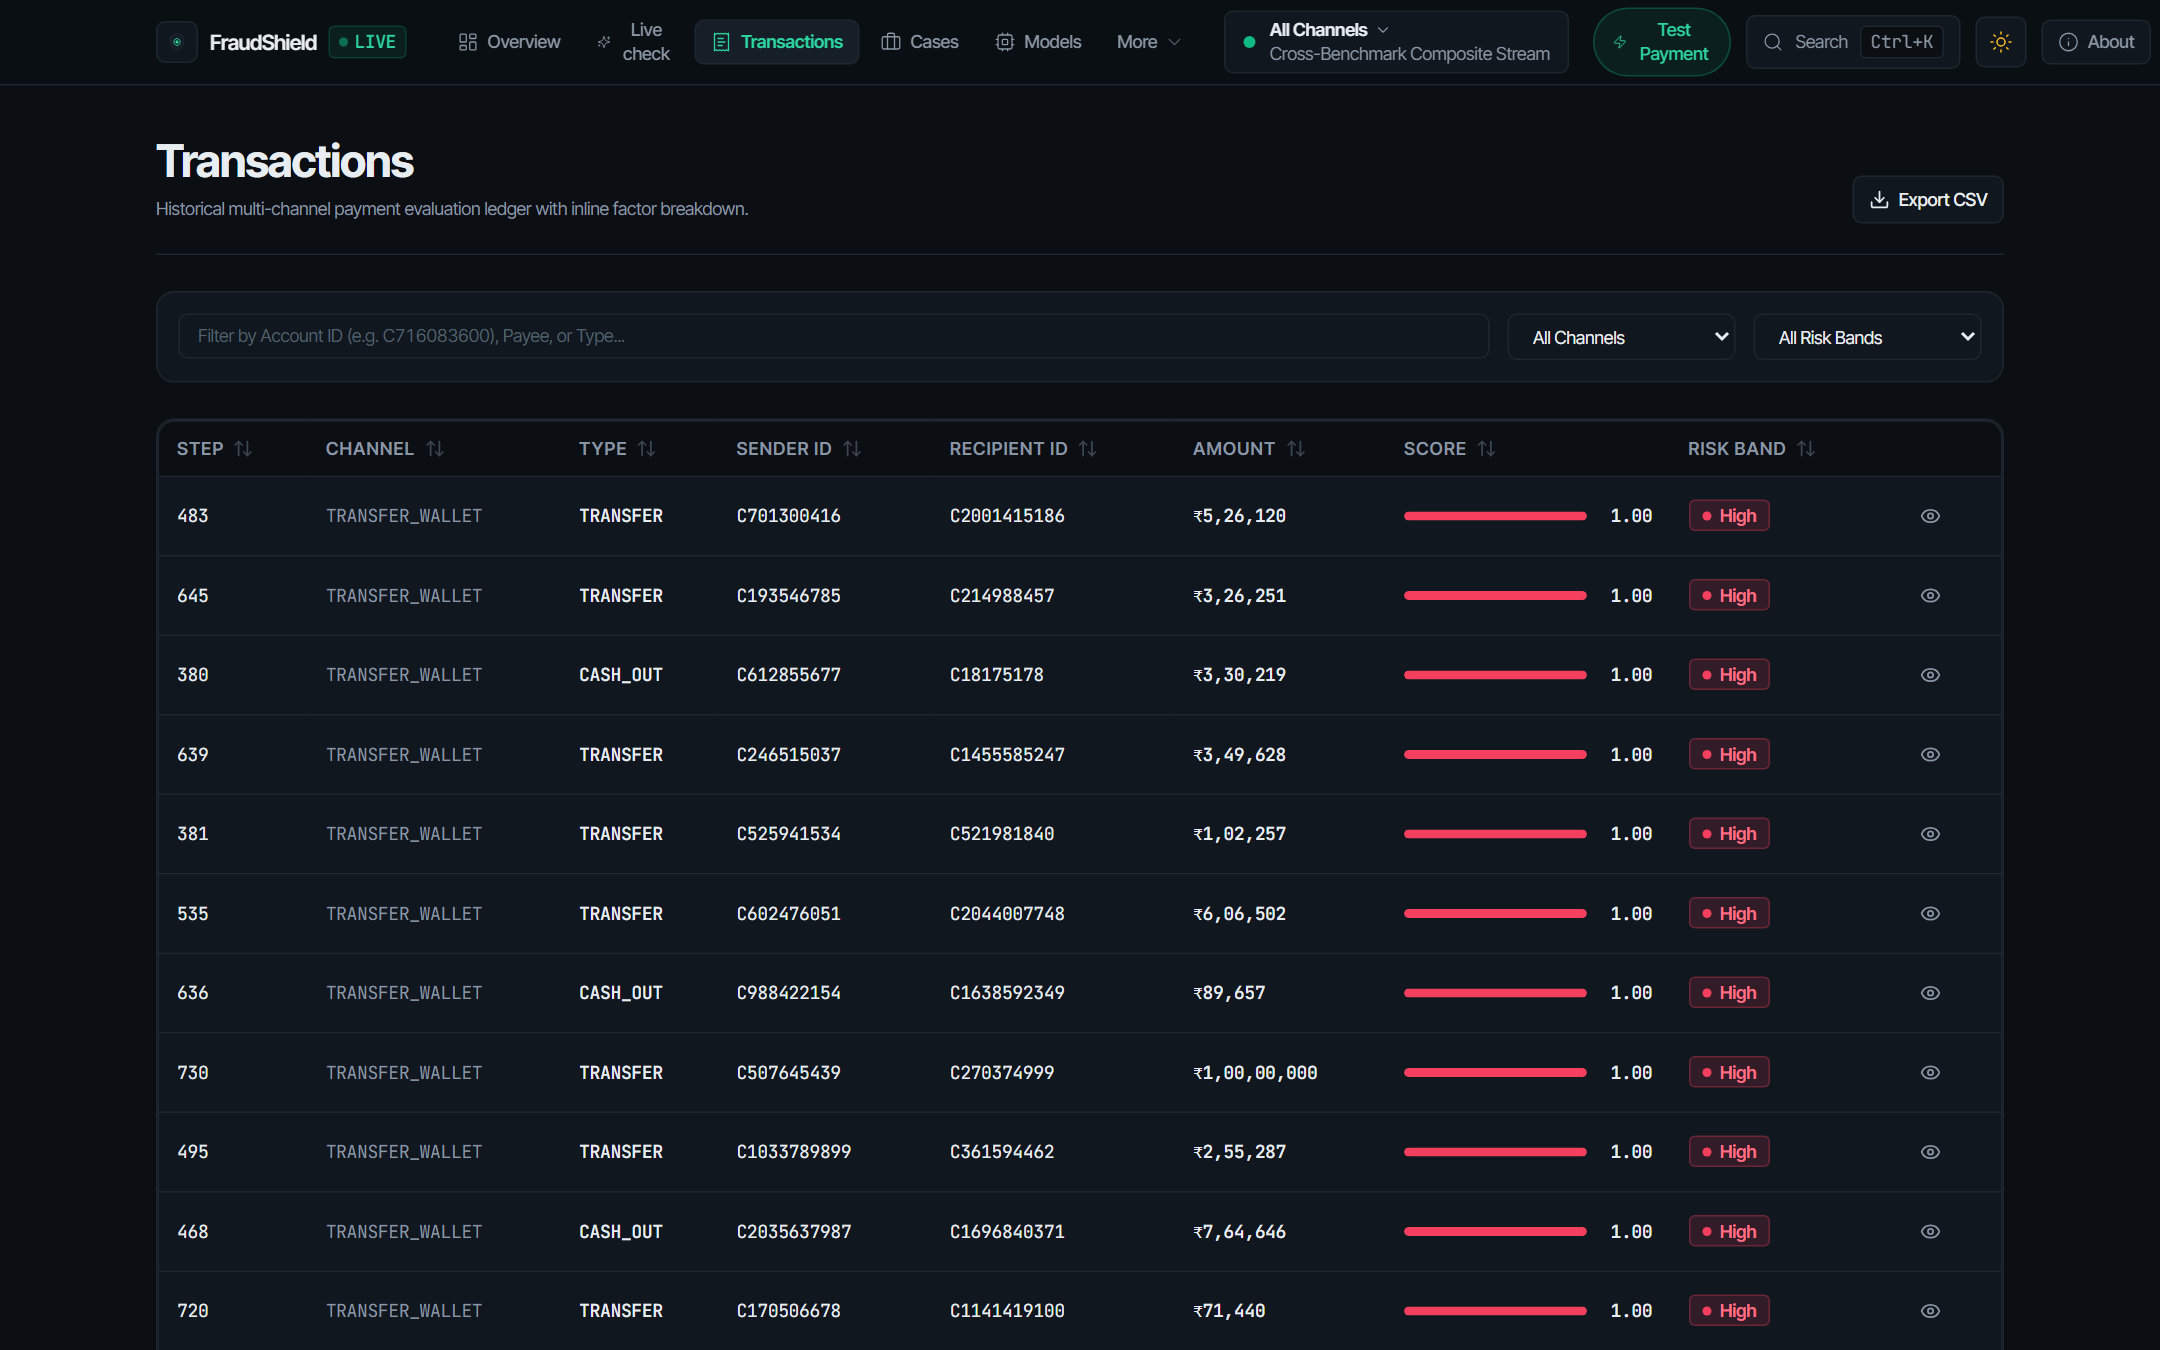 FraudShield LIVE Overview Live check Transactions Cases Models More All Channels Test Payment Search Ctrl+K About
Cross-Benchmark Composite Stream
Transactions
Historical multi-channel payment evaluation ledger with inline factor breakdown.
Export CSV
Filter by Account ID (e.g. C716083600), Payee, or Type... All Channels All Risk Bands
STEP CHANNEL TYPE SENDER ID RECIPIENT ID AMOUNT SCORE RISK BAND
483 TRANSFER_WALLET TRANSFER C701300416 C2001415186 ₹5,26,120 1.00 High
645 TRANSFER_WALLET TRANSFER C193546785 C214988457 ₹3,26,251 1.00 High
380 TRANSFER_WALLET CASH_OUT C612855677 C18175178 ₹3,30,219 1.00 High
639 TRANSFER_WALLET TRANSFER C246515037 C1455585247 ₹3,49,628 1.00 High
381 TRANSFER_WALLET TRANSFER C525941534 C521981840 ₹1,02,257 1.00 High
535 TRANSFER_WALLET TRANSFER C602476051 C2044007748 ₹6,06,502 1.00 High
636 TRANSFER_WALLET CASH_OUT C988422154 C1638592349 ₹89,657 1.00 High
730 TRANSFER_WALLET TRANSFER C507645439 C270374999 ₹1,00,00,000 1.00 High
495 TRANSFER_WALLET TRANSFER C1033789899 C361594462 ₹2,55,287 1.00 High
468 TRANSFER_WALLET CASH_OUT C2035637987 C1696840371 ₹7,64,646 1.00 High
720 TRANSFER_WALLET TRANSFER C170506678 C1141419100 ₹71,440 1.00 High